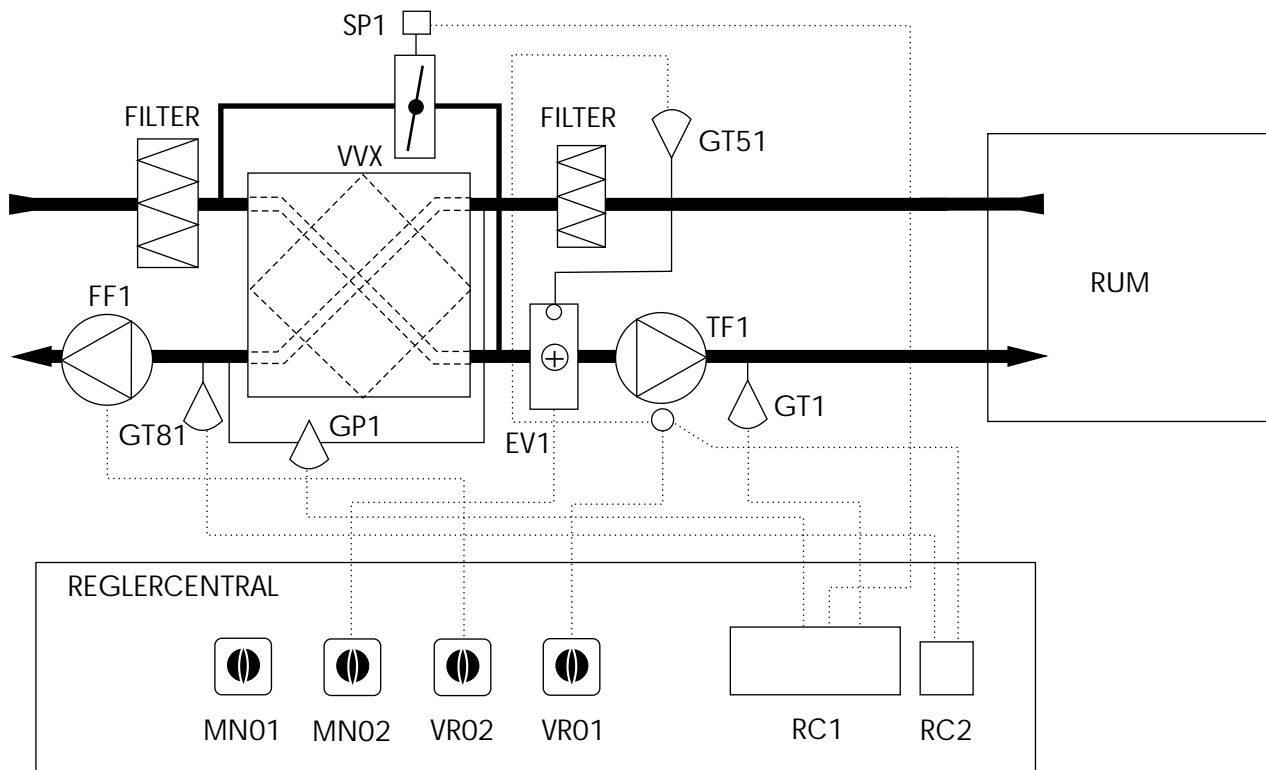 SP1
FILTER
FILTER
GT51
VVX
RUM
FF1
TF1
GT81
GP1
EV1
GT1
REGLERCENTRAL
MN01
MN02
VR02
VR01
RC1
RC2